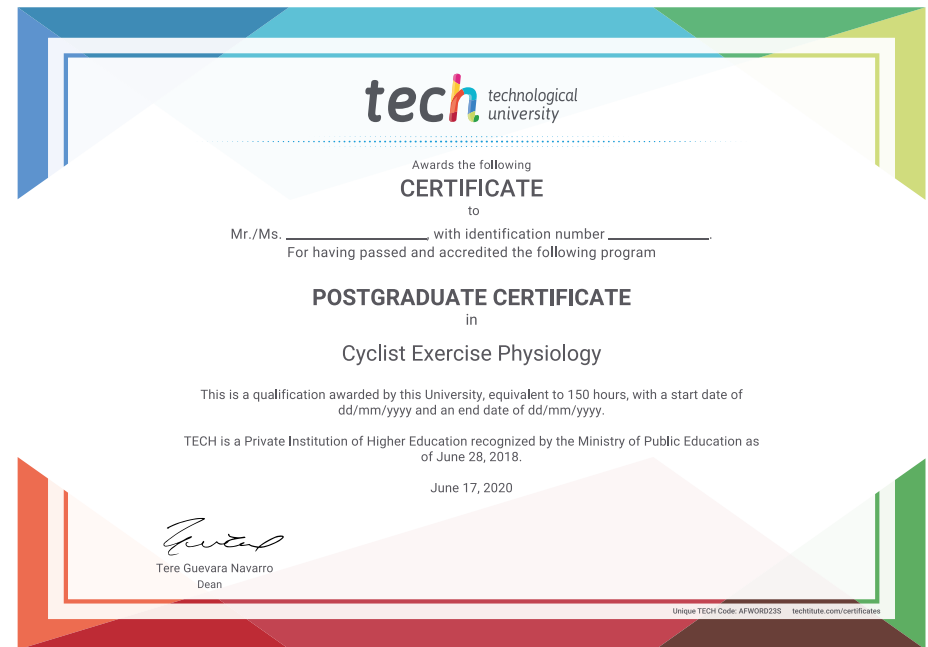 tech technological
university
Awards the following
CERTIFICATE
to
Mr./Ms. ____________________, with identification number ______________.
For having passed and accredited the following program
POSTGRADUATE CERTIFICATE
in
Cyclist Exercise Physiology
This is a qualification awarded by this University, equivalent to 150 hours, with a start date of
dd/mm/yyyy and an end date of dd/mm/yyyy.
TECH is a Private Institution of Higher Education recognized by the Ministry of Public Education as
of June 28, 2018.
June 17, 2020
Tere Guevara Navarro
Dean
Unique TECH Code: AFWORD23S techtitute.com/certificates